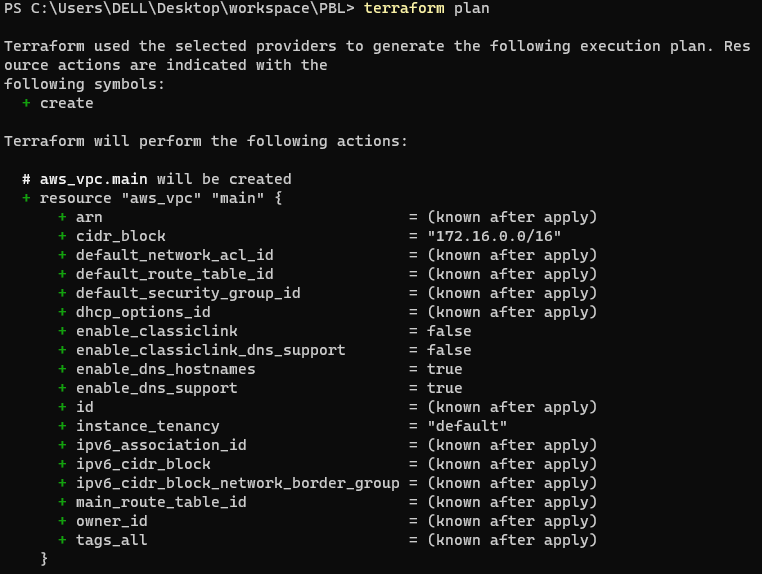 PS C:\Users\DELL\Desktop\workspace\PBL> terraform plan
Terraform used the selected providers to generate the following execution plan. Res
ource actions are indicated with the
following symbols:
  + create
Terraform will perform the following actions:
  # aws_vpc.main will be created
  + resource "aws_vpc" "main" {
      + arn                                  = (known after apply)
      + cidr_block                           = "172.16.0.0/16"
      + default_network_acl_id               = (known after apply)
      + default_route_table_id               = (known after apply)
      + default_security_group_id            = (known after apply)
      + dhcp_options_id                      = (known after apply)
      + enable_classiclink                   = false
      + enable_classiclink_dns_support       = false
      + enable_dns_hostnames                 = true
      + enable_dns_support                   = true
      + id                                   = (known after apply)
      + instance_tenancy                     = "default"
      + ipv6_association_id                  = (known after apply)
      + ipv6_cidr_block                      = (known after apply)
      + ipv6_cidr_block_network_border_group = (known after apply)
      + main_route_table_id                  = (known after apply)
      + owner_id                             = (known after apply)
      + tags_all                             = (known after apply)
    }